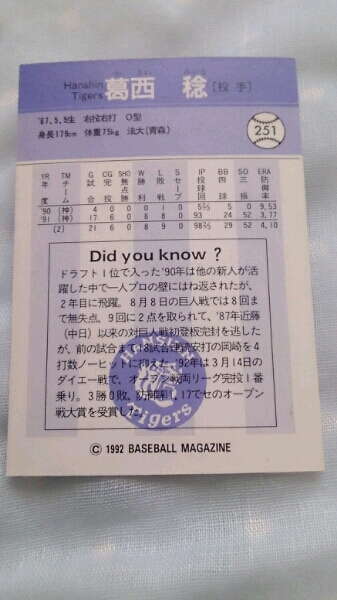 かさい みのる
Hanshin Tigers 葛西 稔 [投手]
251
'67.5.9生 右投右打 O型
身長179cm 体重75kg 法大(青森)
YR TM G CG SHO W L S IP BB SO ERA
年度 チーム 試合 完投 無点勝 勝利 敗戦 セーブ 投球回 四球 三振 防御率
'90 (神) 4 0 0 0 1 0 5⅔ 5 0 9.53
'91 (神) 17 6 0 8 9 0 93 24 52 3.77
(2) 21 6 0 8 10 0 98⅔ 29 52 4.10
Did you know ?
ドラフト1位で入った'90年は他の新人が活
躍した中で一人プロの壁にはね返されたが、
2年目に飛躍。8月8日の巨人戦では8回ま
で無失点、9回に2点を取られて、'87年近藤
(中日)以来の対巨人戦初登板完封を逃した
が、前の試合まで18試合連続安打の岡崎を4
打数ノーヒットに抑えた。'92年は3月14日の
ダイエー戦で、オープン戦両リーグ完投1番
乗り。3勝0敗、防御率1.17でセのオープン
戦大賞を受賞した。
Hanshin
Tigers
© 1992 BASEBALL MAGAZINE